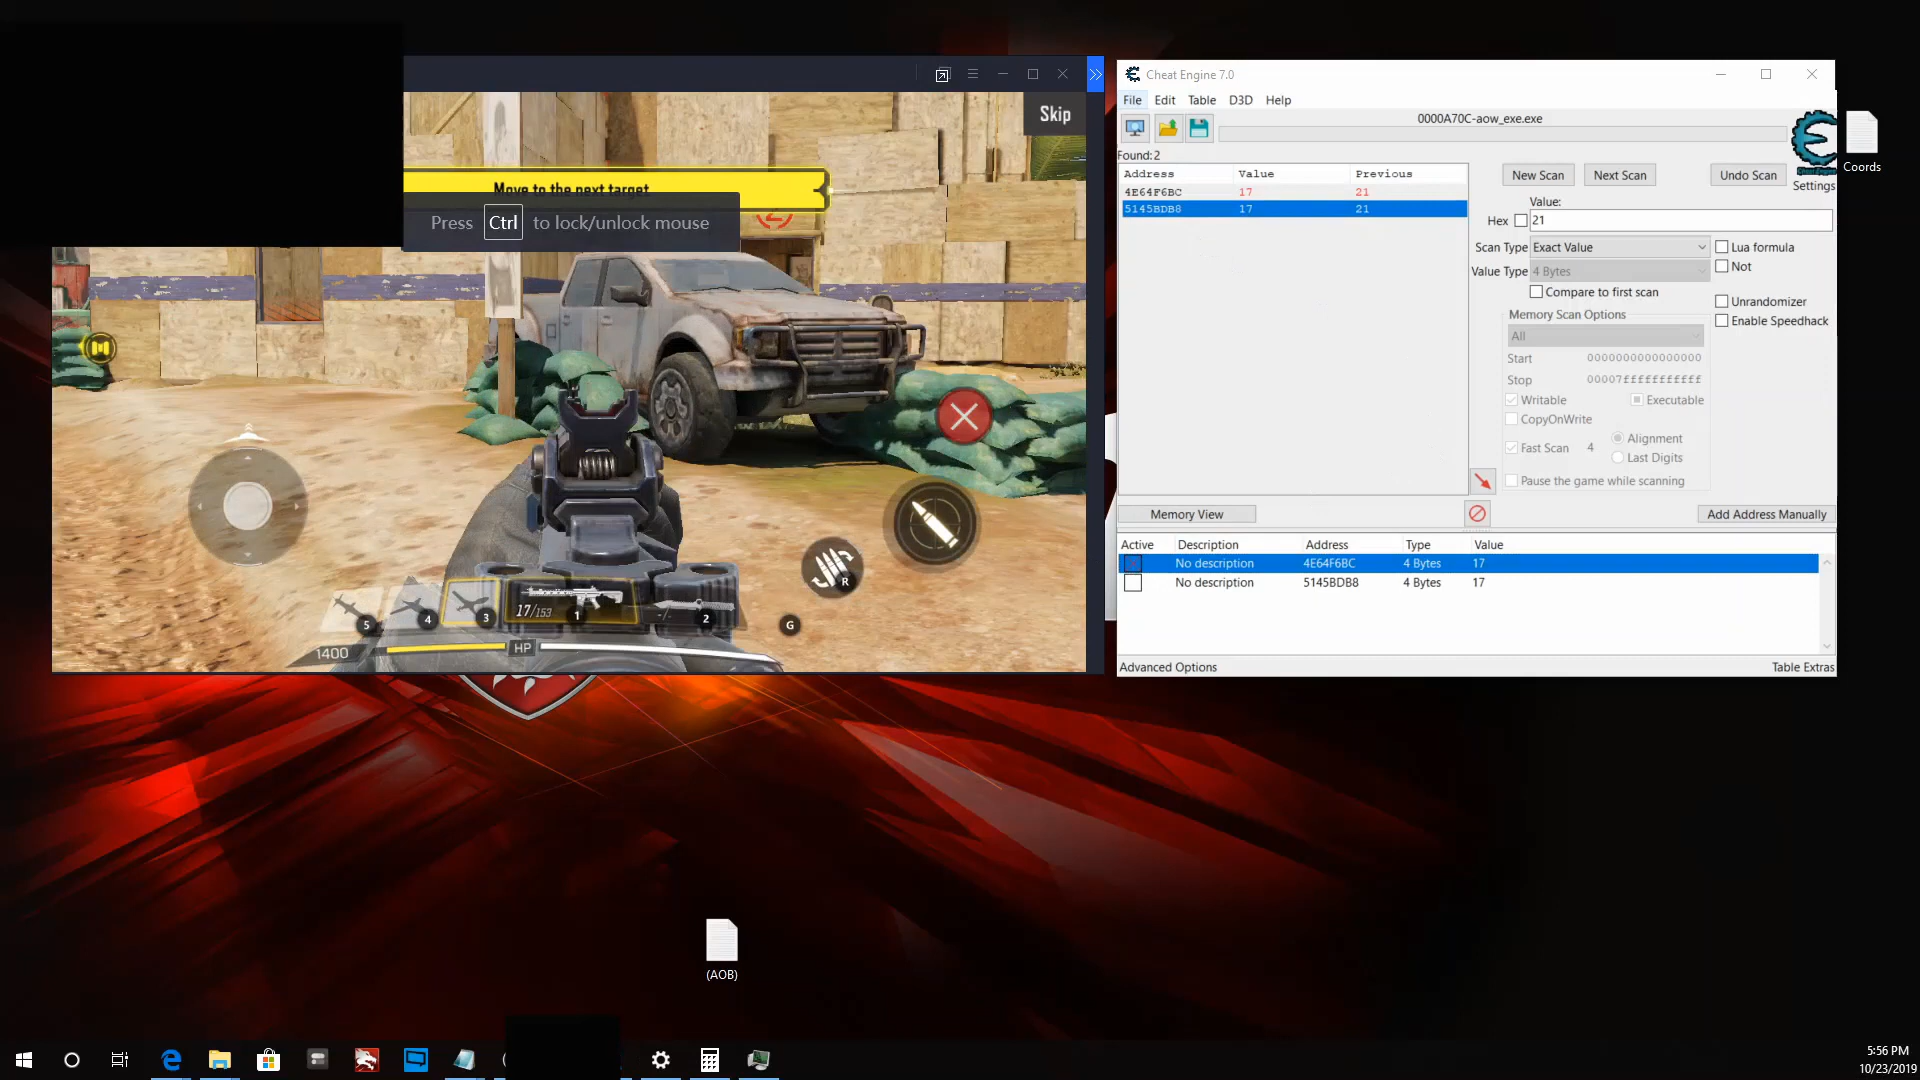 Skip
Move to the next target
Press Ctrl to lock/unlock mouse
R
17/153
1
2
3
4
5
G
1400
HP
Cheat Engine 7.0
File Edit Table D3D Help
0000A70C-aow_exe.exe
Found:2
Address Value Previous
4E64F6BC 17 21
5145BDB8 17 21
New Scan Next Scan Undo Scan
Settings
Value:
Hex 21
Scan Type Exact Value
Lua formula
Not
Value Type 4 Bytes
Compare to first scan
Unrandomizer
Enable Speedhack
Memory Scan Options
All
Start 0000000000000000
Stop 00007fffffffffff
Writable Executable
CopyOnWrite
Fast Scan 4 Alignment
Last Digits
Pause the game while scanning
Memory View
Add Address Manually
Active Description Address Type Value
No description 4E64F6BC 4 Bytes 17
No description 5145BDB8 4 Bytes 17
Advanced Options Table Extras
Coords
(AOB)
5:56 PM
10/23/2019